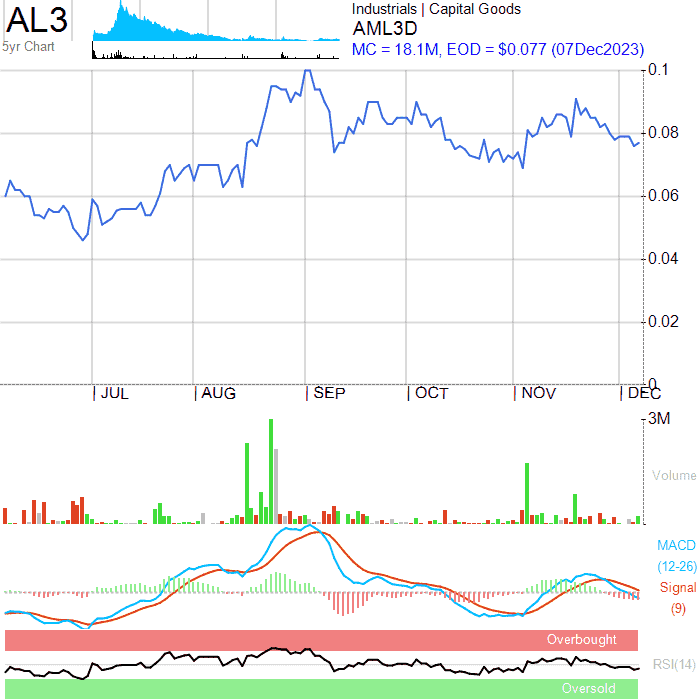 AL3
5yr Chart
Industrials | Capital Goods
AML3D
MC = 18.1M, EOD = $0.077 (07Dec2023)
0.1
0.08
0.06
0.04
0.02
0
JUL AUG SEP OCT NOV DEC
3M
Volume
MACD
(12-26)
Signal
(9)
Overbought
RSI(14)
Oversold